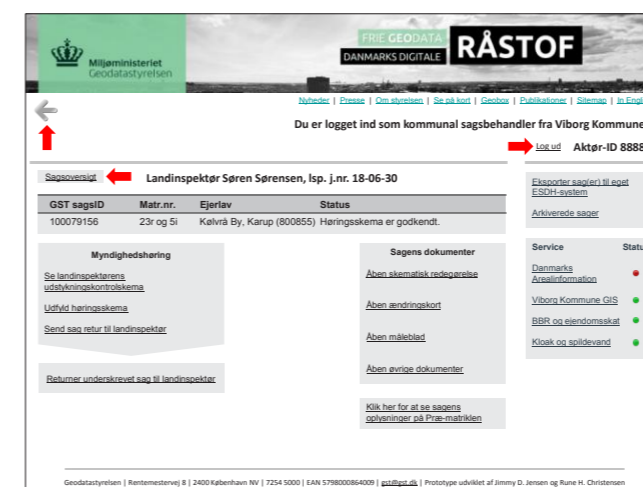 Miljøministeriet
Geodatastyrelsen
FRIE GEODATA
DANMARKS DIGITALE
RÅSTOF
Nyheder | Presse | Om styrelsen | Se på kort | Geobox | Publikationer | Sitemap | In Engl
Du er logget ind som kommunal sagsbehandler fra Viborg Kommune
Log ud Aktør-ID 8888
Sagsoversigt
Landinspektør Søren Sørensen, lsp. j.nr. 18-06-30
GST sagsID Matr.nr. Ejerlav Status
100079156 23r og 5i Kølvrå By, Karup (800855) Høringsskema er godkendt.
Myndighedshøring
Se landinspektørens
udstykningskontrolskema
Udfyld høringsskema
Send sag retur til landinspektør
Returner underskrevet sag til landinspektør
Sagens dokumenter
Åben skematisk redegørelse
Åben ændringskort
Åben måleblad
Åben øvrige dokumenter
Klik her for at se sagens
oplysninger på Præ-matriklen
Eksporter sag(er) til eget
ESDH-system
Arkiverede sager
Service Statu
Danmarks
Arealinformation
Viborg Kommune GIS
BBR og ejendomsskat
Kloak og spildevand
Geodatastyrelsen | Rentemestervej 8 | 2400 København NV | 7254 5000 | EAN 5798000864009 | gst@gst.dk | Prototype udviklet af Jimmy D. Jensen og Rune H. Christensen